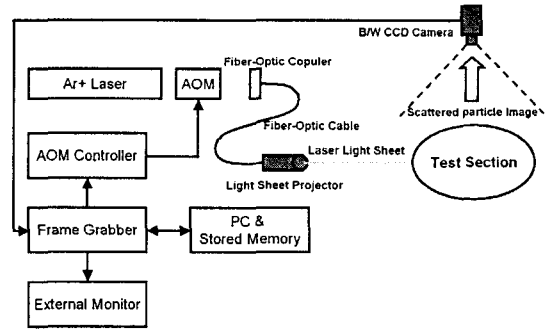 B/W CCD Camera
Fiber-Optic Copuler
Ar+ Laser
AOM
Scattered particle Image
Fiber-Optic Cable
AOM Controller
Laser Light Sheet
Test Section
Light Sheet Projector
Frame Grabber
PC &
Stored Memory
External Monitor